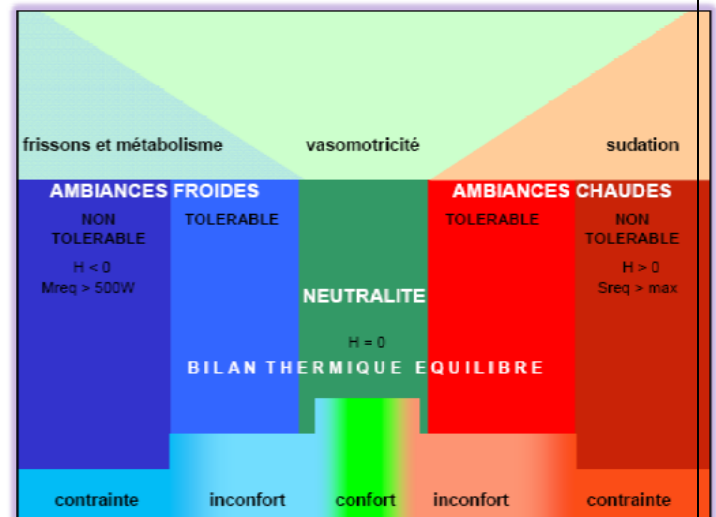 frissons et métabolisme
vasomotricité
sudation
AMBIANCES FROIDES
AMBIANCES CHAUDES
NON
TOLERABLE
TOLERABLE
TOLERABLE
NON
TOLERABLE
H < 0
Mreq > 500W
H > 0
Sreq > max
NEUTRALITE
H = 0
BILAN THERMIQUE EQUILIBRE
contrainte
inconfort
confort
inconfort
contrainte